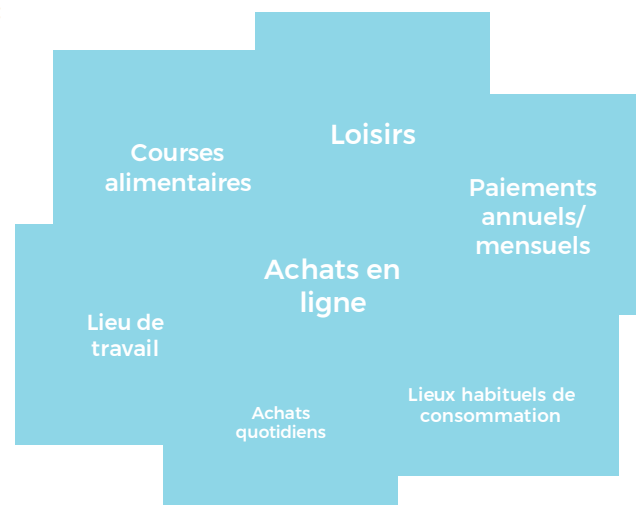 Loisirs
Courses
alimentaires
Paiements
annuels/
mensuels
Achats en
ligne
Lieu de
travail
Lieux habituels de
consommation
Achats
quotidiens